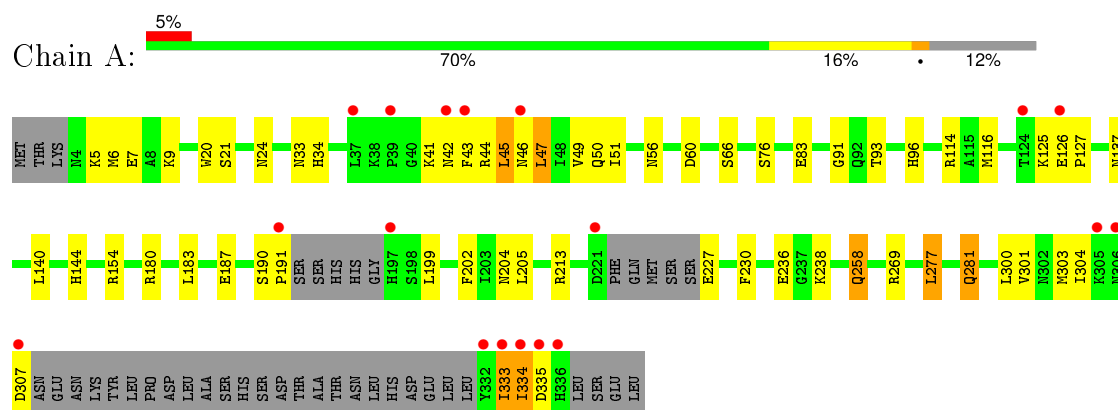 5%
Chain A:
70% 16% • 12%
MET THR LYS N4 K5 M6 E7 A8 K9 W20 S21 N24 N33 H34 L37 K38 P39 G40 K41 N42 F43 R44 L45 N46 L47 I48 V49 Q50 I51 N56 D60 S66 S76 E83 G91 Q92 T93 H96 R114 A115 M116 T124 K125 E126 P127
L140 H144 R154 R180 L183 E187 S190 P191 SER SER HIS HIS GLY H197 S198 L199 F202 I203 N204 L205 R213 D221 PHE GLN MET SER SER E227 F230 E236 G237 K238 Q258 R269 L277 Q281 L300 V301 N302 M303 I304 K305
D307 ASN GLU ASN LYS TYR LEU PRO ASP LEU ALA SER HIS SER ASP THR ALA THR ASN LEU HIS ASP GLU LEU LEU Y332 I333 I334 D335 H336 LEU SER GLU LEU